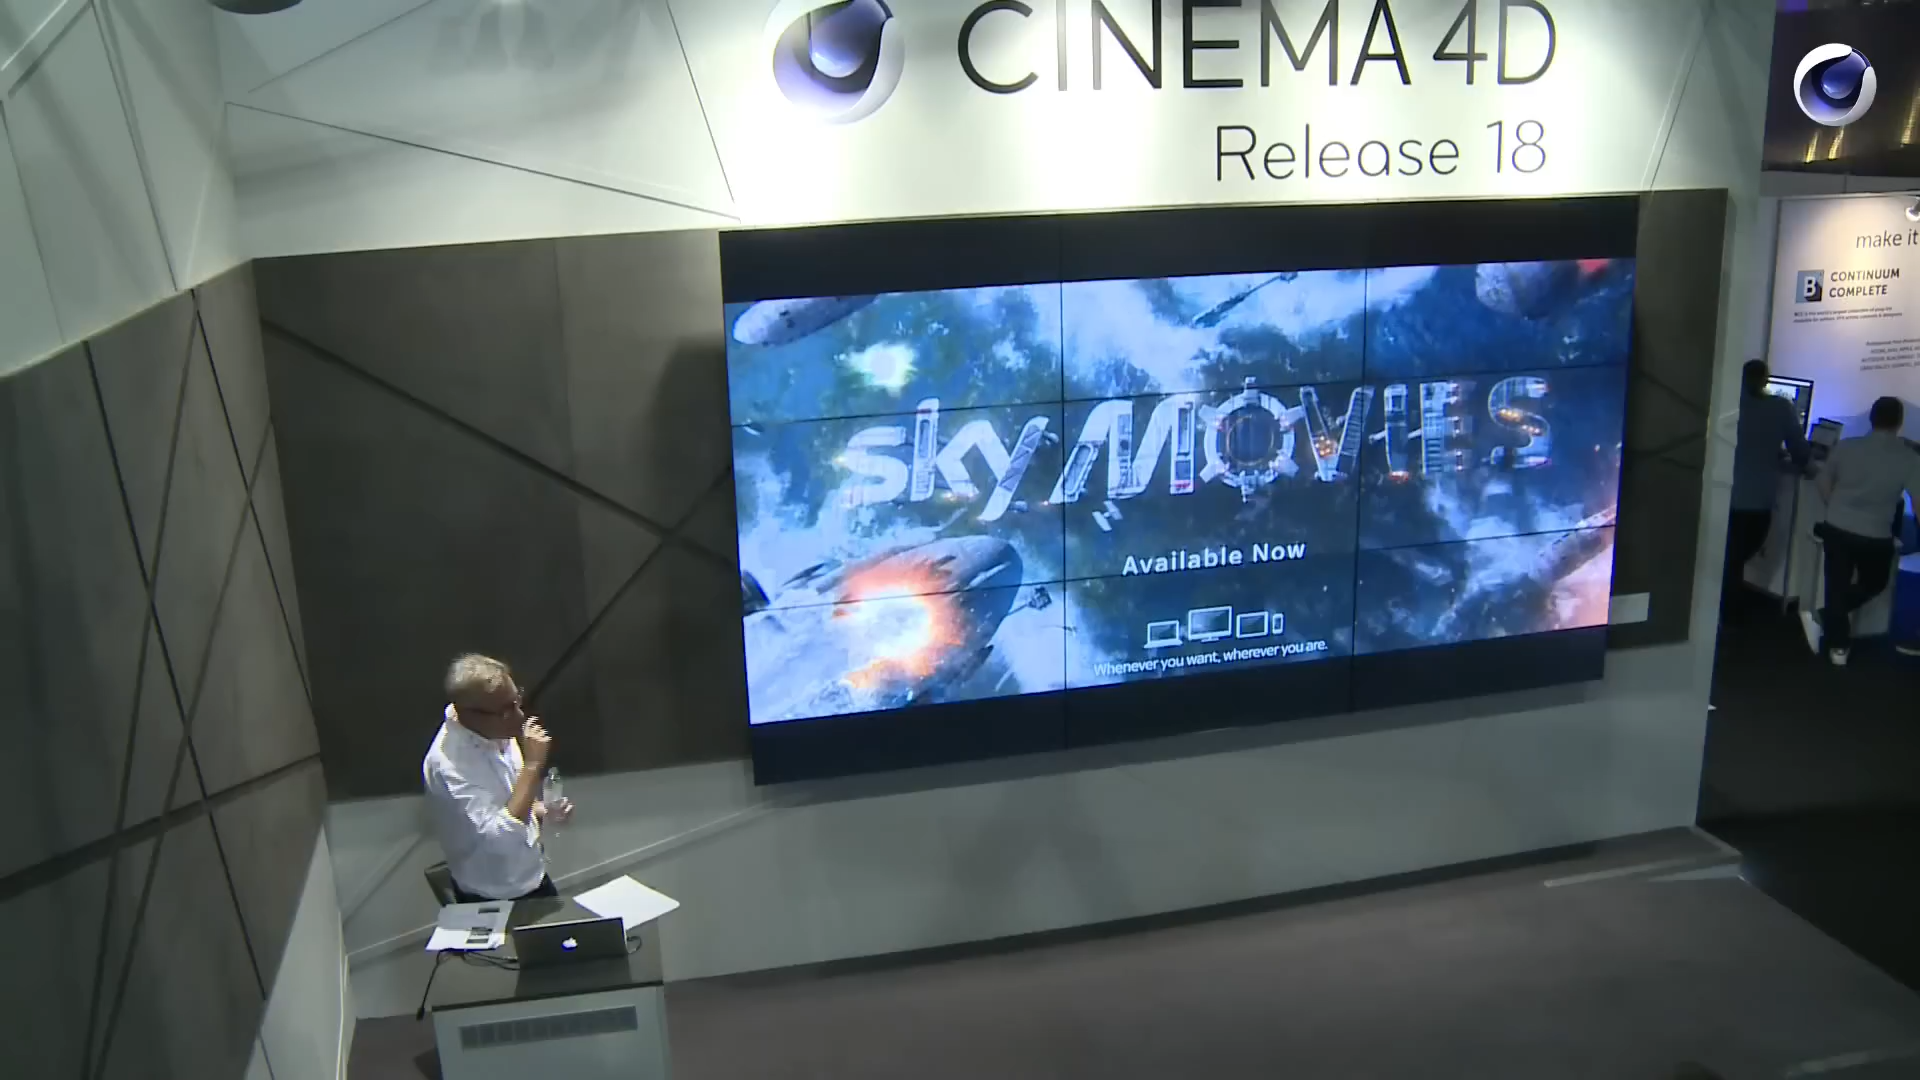 CINEMA 4D
Release 18
sky MOVIES
Available Now
Whenever you want, wherever you are.
make it
B
CONTINUUM
COMPLETE